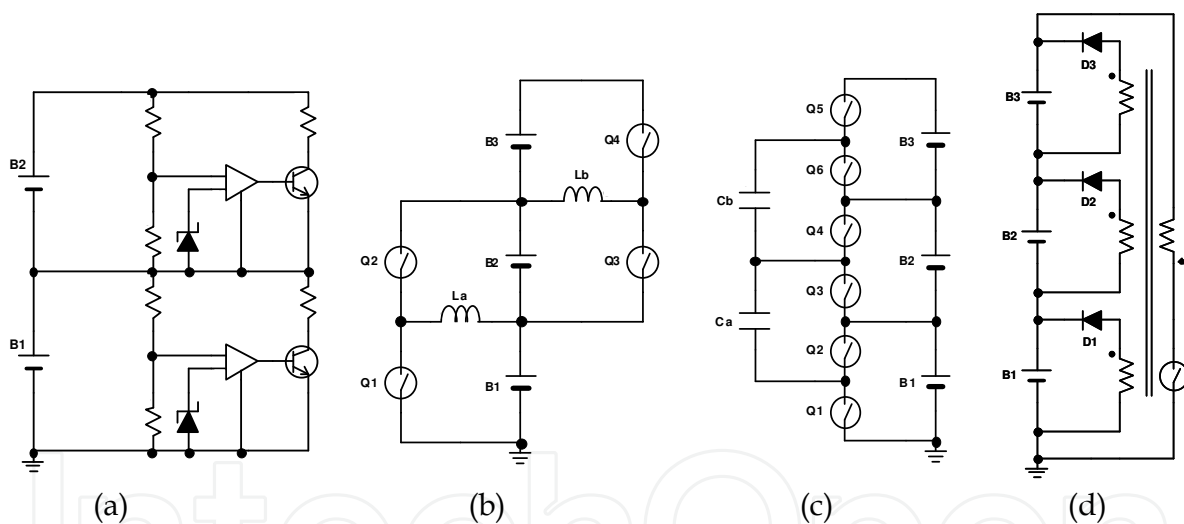 B2
B1
(a)
B3
Q4
Lb
Q2
B2
Q3
La
Q1
B1
(b)
Q5
B3
Q6
Cb
Q4
B2
Q3
Ca
Q2
B1
Q1
(c)
D3
B3
D2
B2
D1
B1
(d)
IntechOpen